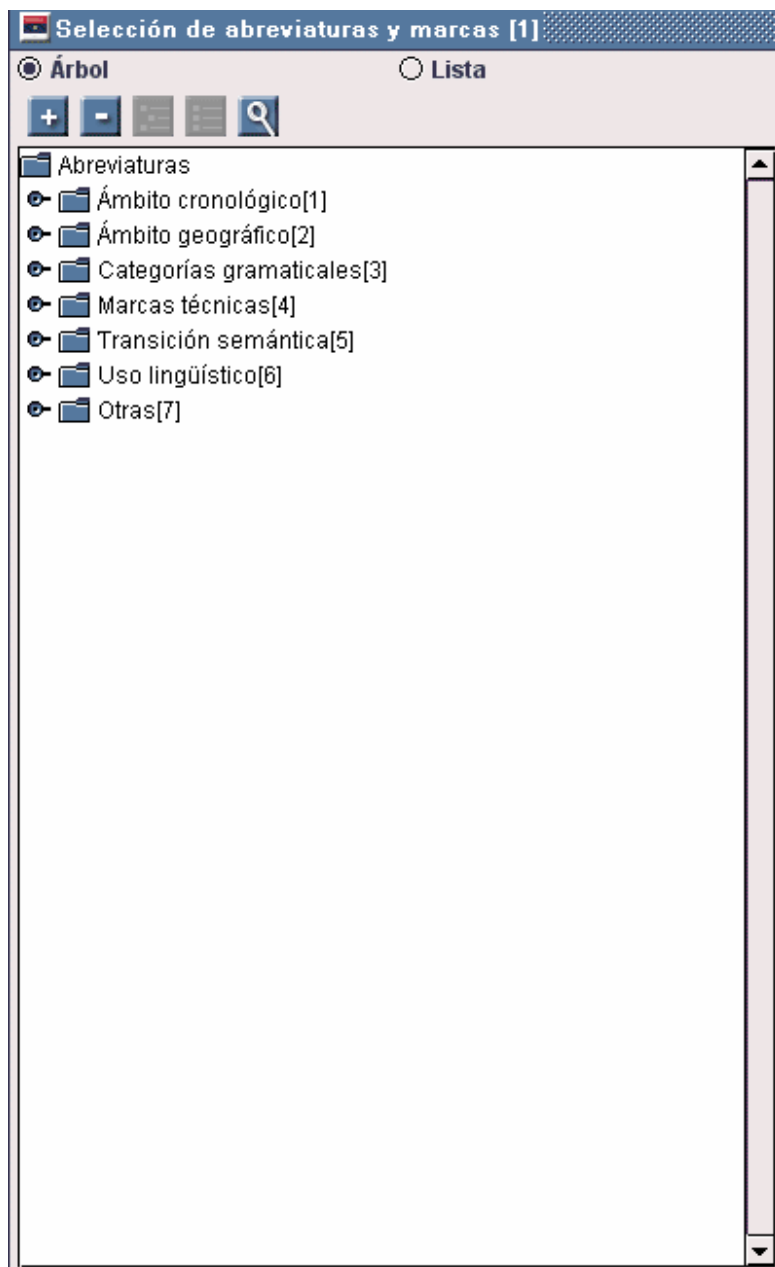 Selección de abreviaturas y marcas [1]
Árbol Lista
Abreviaturas
Ámbito cronológico[1]
Ámbito geográfico[2]
Categorías gramaticales[3]
Marcas técnicas[4]
Transición semántica[5]
Uso lingüístico[6]
Otras[7]